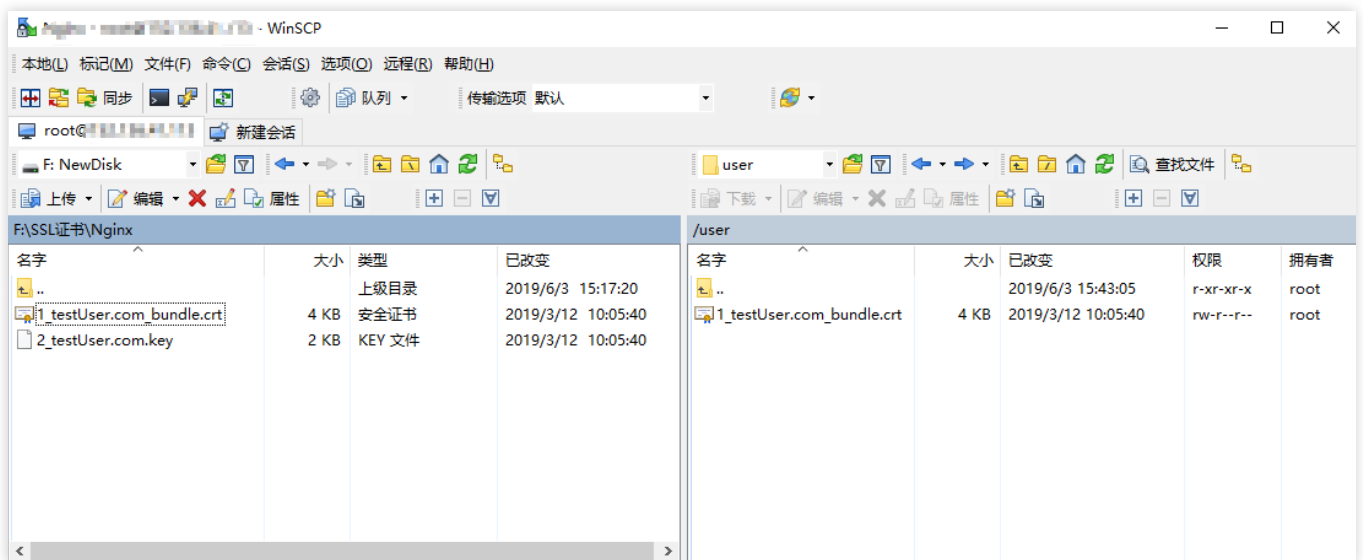 - WinSCP
本地(L) 标记(M) 文件(F) 命令(C) 会话(S) 选项(O) 远程(R) 帮助(H)
同步 队列 传输选项 默认
root@ 新建会话
F: NewDisk user 查找文件
上传 编辑 属性 下载 编辑 属性
F:\SSL证书\Nginx /user
名字 大小 类型 已改变 名字 大小 已改变 权限 拥有者
.. 上级目录 2019/6/3 15:17:20 .. 2019/6/3 15:43:05 r-xr-xr-x root
1_testUser.com_bundle.crt 4 KB 安全证书 2019/3/12 10:05:40 1_testUser.com_bundle.crt 4 KB 2019/3/12 10:05:40 rw-r--r-- root
2_testUser.com.key 2 KB KEY 文件 2019/3/12 10:05:40